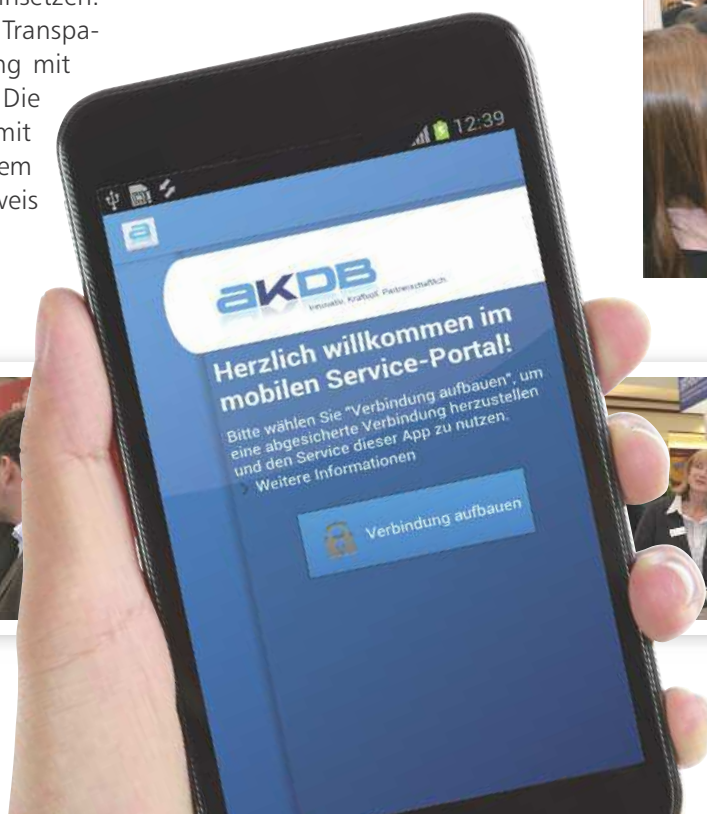 insetzen.
Transpa-
ng mit
Die
mit
em
weis
12:39
a
AKDB
Innovativ. Kraftvoll. Partnerschaftlich.
Herzlich willkommen im
mobilen Service-Portal!
Bitte wählen Sie "Verbindung aufbauen", um
eine abgesicherte Verbindung herzustellen
und den Service dieser App zu nutzen.
Weitere Informationen
Verbindung aufbauen